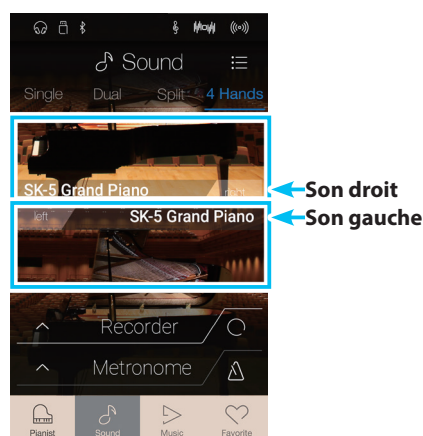 Sound
Single Dual Split 4 Hands
SK-5 Grand Piano right
Son droit
left SK-5 Grand Piano
Son gauche
Recorder
Metronome
Pianist Sound Music Favorite